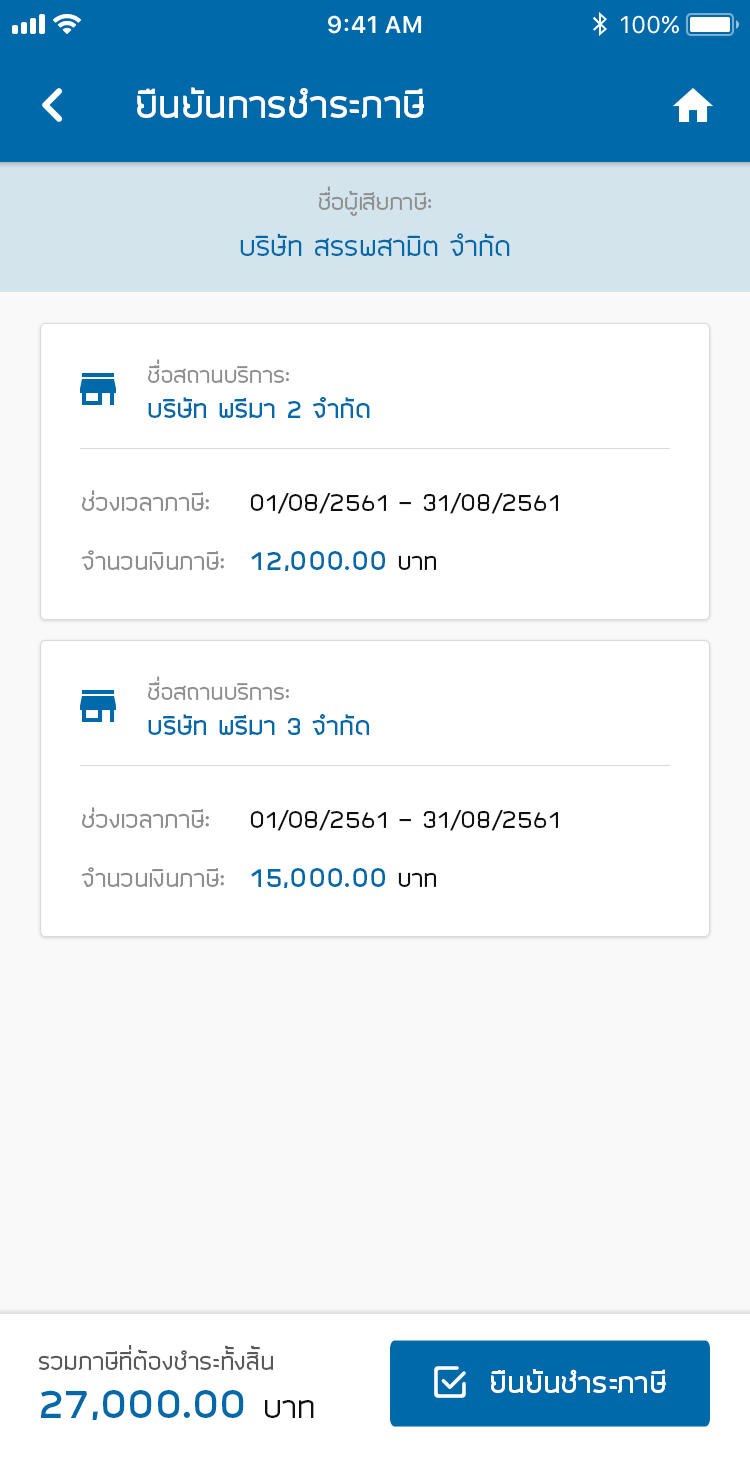 9:41 AM
100%
ยืนยันการชำระภาษี
ชื่อผู้เสียภาษี:
บริษัท สรรพสามิต จำกัด
ชื่อสถานบริการ:
บริษัท พรีมา 2 จำกัด
ช่วงเวลาภาษี: 01/08/2561 - 31/08/2561
จำนวนเงินภาษี: 12,000.00 บาท
ชื่อสถานบริการ:
บริษัท พรีมา 3 จำกัด
ช่วงเวลาภาษี: 01/08/2561 - 31/08/2561
จำนวนเงินภาษี: 15,000.00 บาท
รวมภาษีที่ต้องชำระทั้งสิ้น
27,000.00 บาท
ยืนยันชำระภาษี